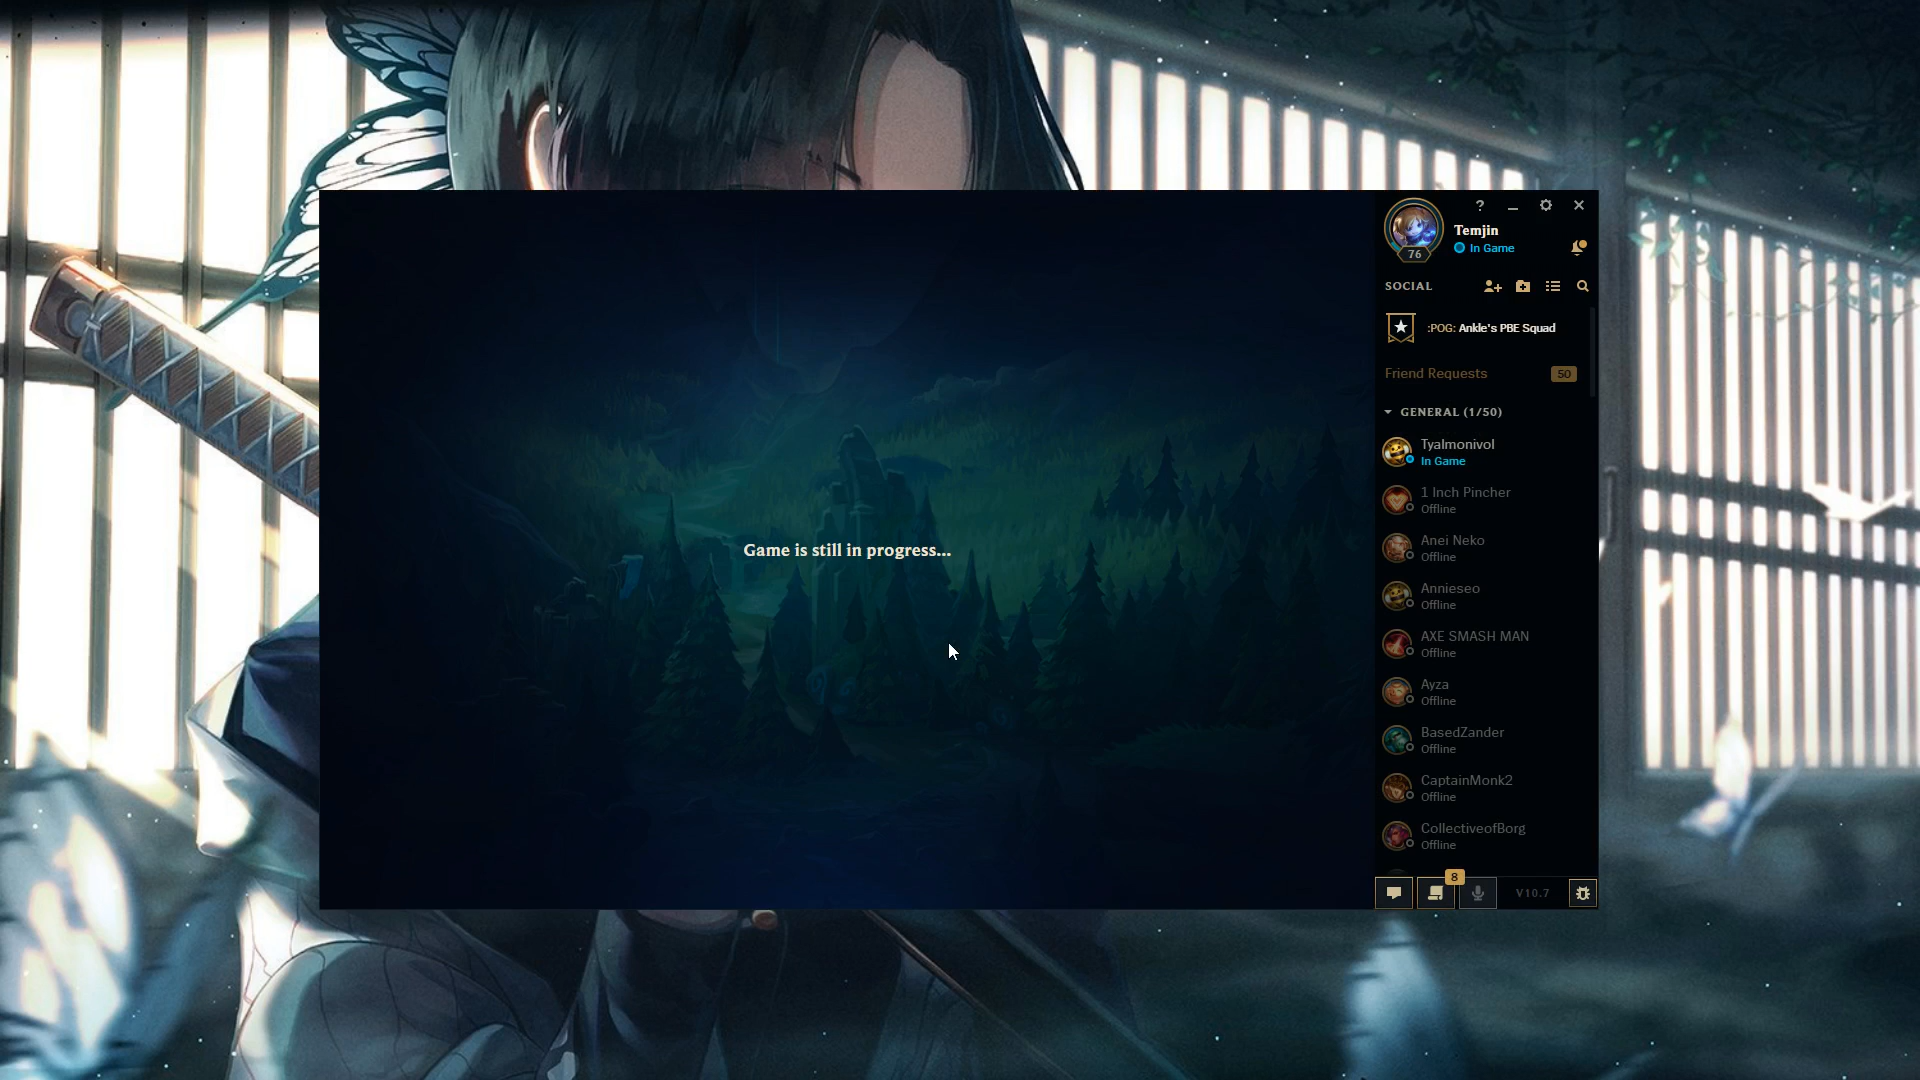 ?
Temjin
In Game
76
SOCIAL
:POG: Ankle's PBE Squad
Friend Requests
50
GENERAL (1/50)
Tyalmonivol
In Game
1 Inch Pincher
Offline
Anei Neko
Offline
Annieseo
Offline
AXE SMASH MAN
Offline
Ayza
Offline
BasedZander
Offline
CaptainMonk2
Offline
CollectiveofBorg
Offline
8
V10.7
Game is still in progress...